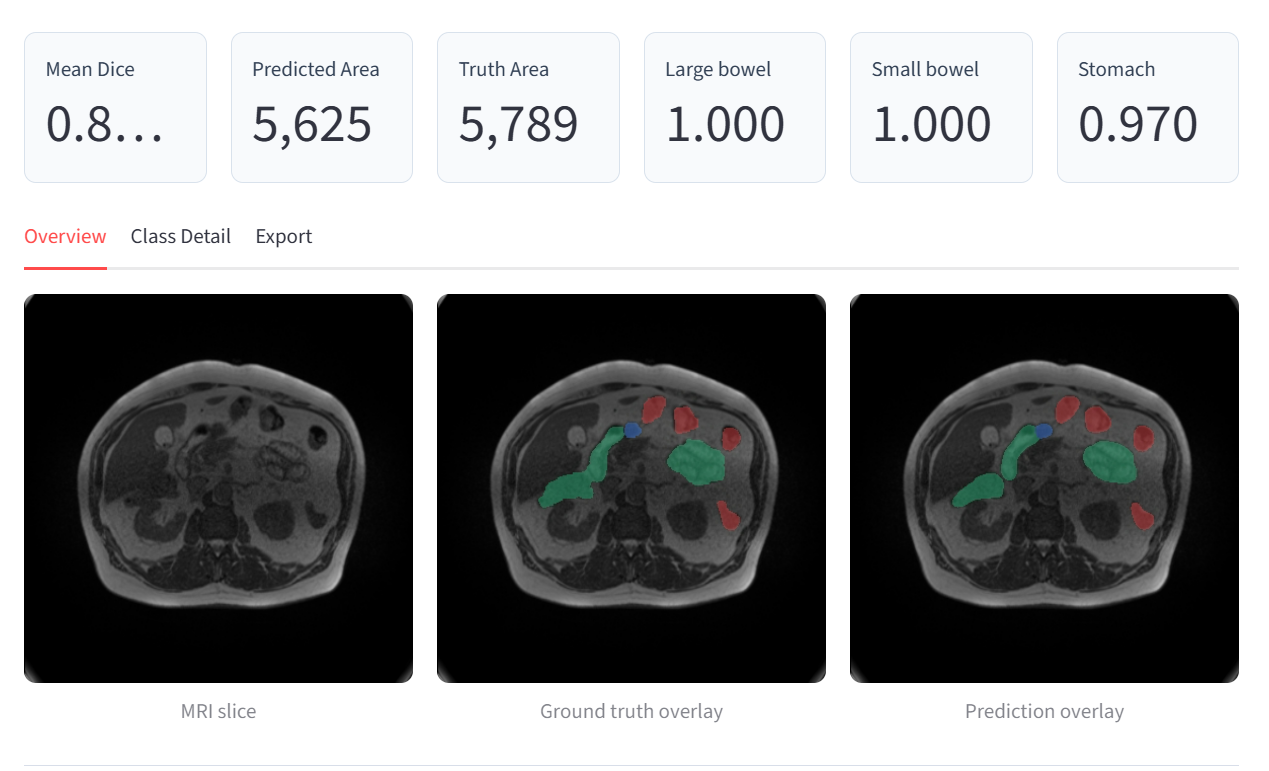 Mean Dice
0.8...
Predicted Area
5,625
Truth Area
5,789
Large bowel
1.000
Small bowel
1.000
Stomach
0.970
Overview
Class Detail
Export
MRI slice
Ground truth overlay
Prediction overlay